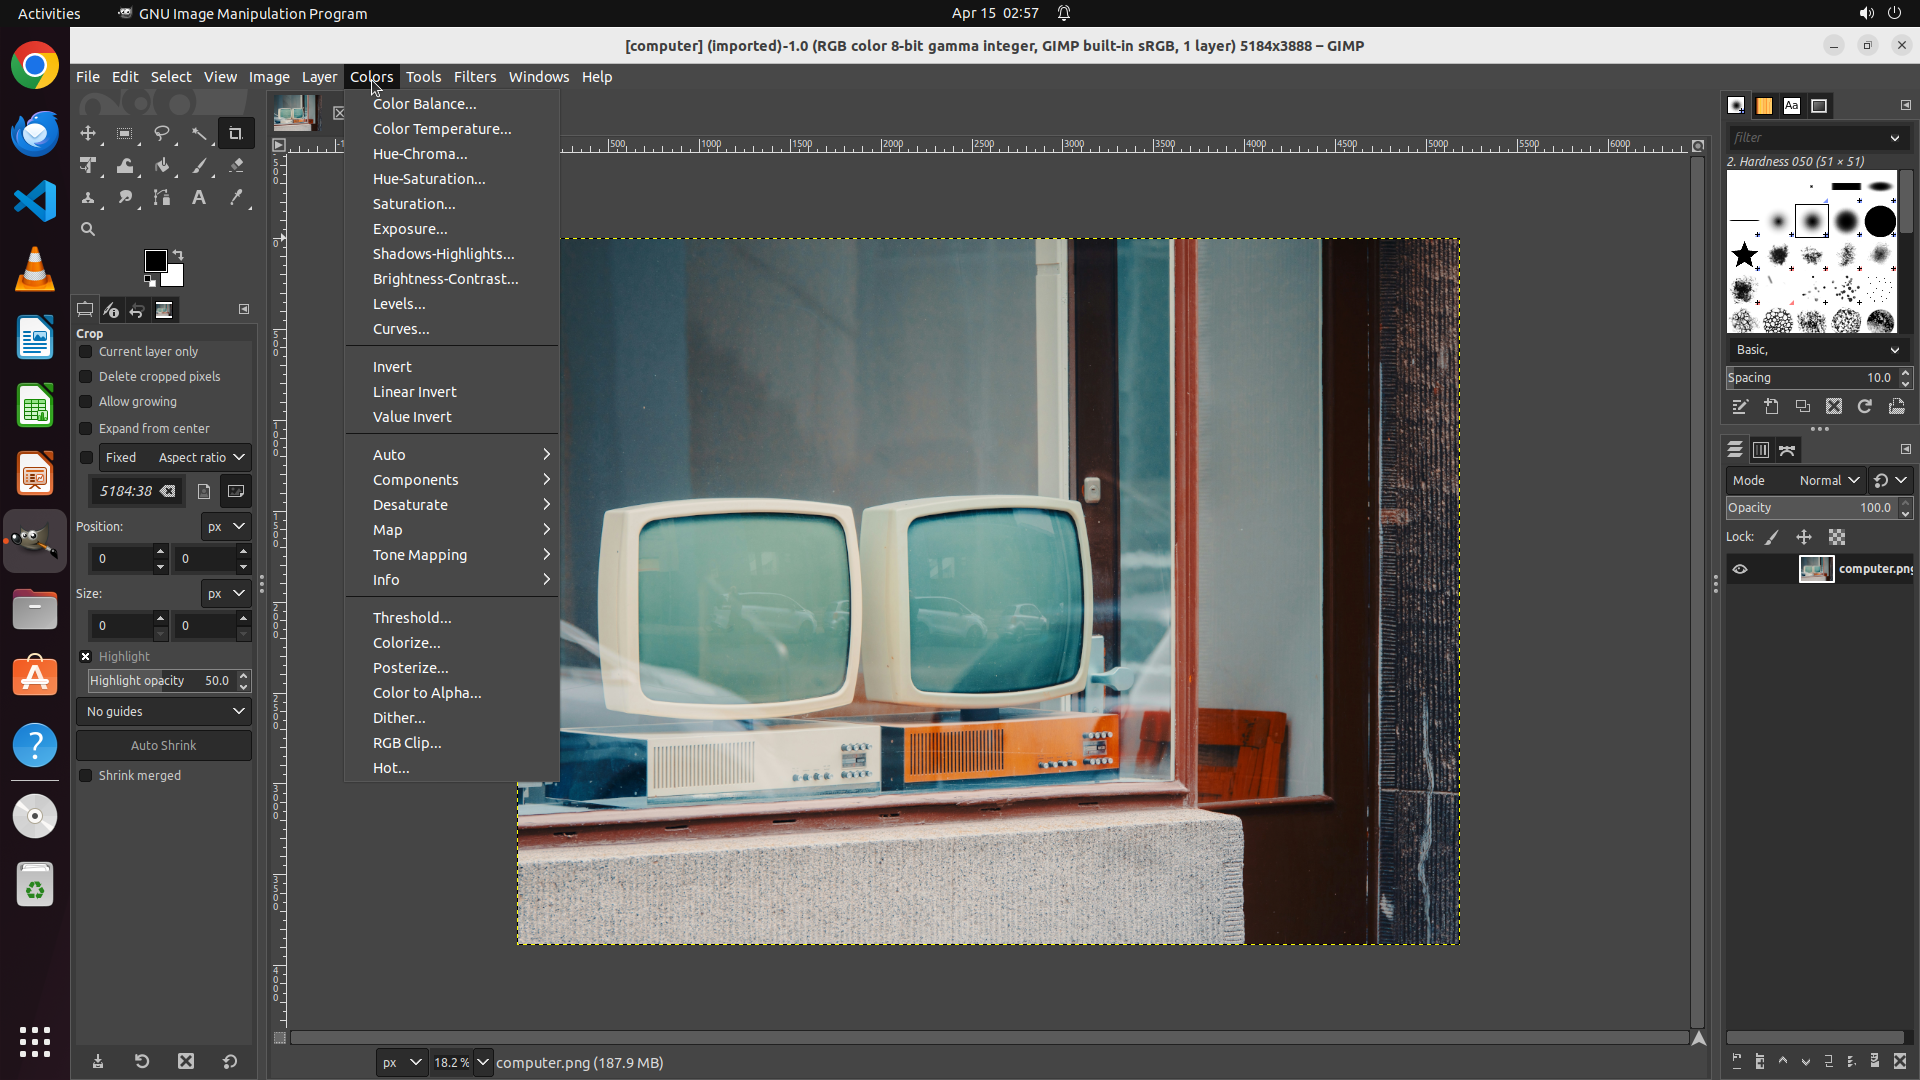 Activities
GNU Image Manipulation Program
Apr 15 02:57
[computer] (imported)-1.0 (RGB color 8-bit gamma integer, GIMP built-in sRGB, 1 layer) 5184x3888 – GIMP
File Edit Select View Image Layer Colors Tools Filters Windows Help
Color Balance...
Color Temperature...
Hue-Chroma...
Hue-Saturation...
Saturation...
Exposure...
Shadows-Highlights...
Brightness-Contrast...
Levels...
Curves...
Invert
Linear Invert
Value Invert
Auto
Components
Desaturate
Map
Tone Mapping
Info
Threshold...
Colorize...
Posterize...
Color to Alpha...
Dither...
RGB Clip...
Hot...
Crop
Current layer only
Delete cropped pixels
Allow growing
Expand from center
Fixed Aspect ratio
5184:38
Position: px
0 0
Size: px
0 0
Highlight
Highlight opacity 50.0
No guides
Auto Shrink
Shrink merged
500 1000 1500 2000 2500 3000 3500 4000 4500 5000 5500 6000
px 18.2 % computer.png (187.9 MB)
filter
2. Hardness 050 (51 × 51)
Basic,
Spacing 10.0
Mode Normal
Opacity 100.0
Lock:
computer.png